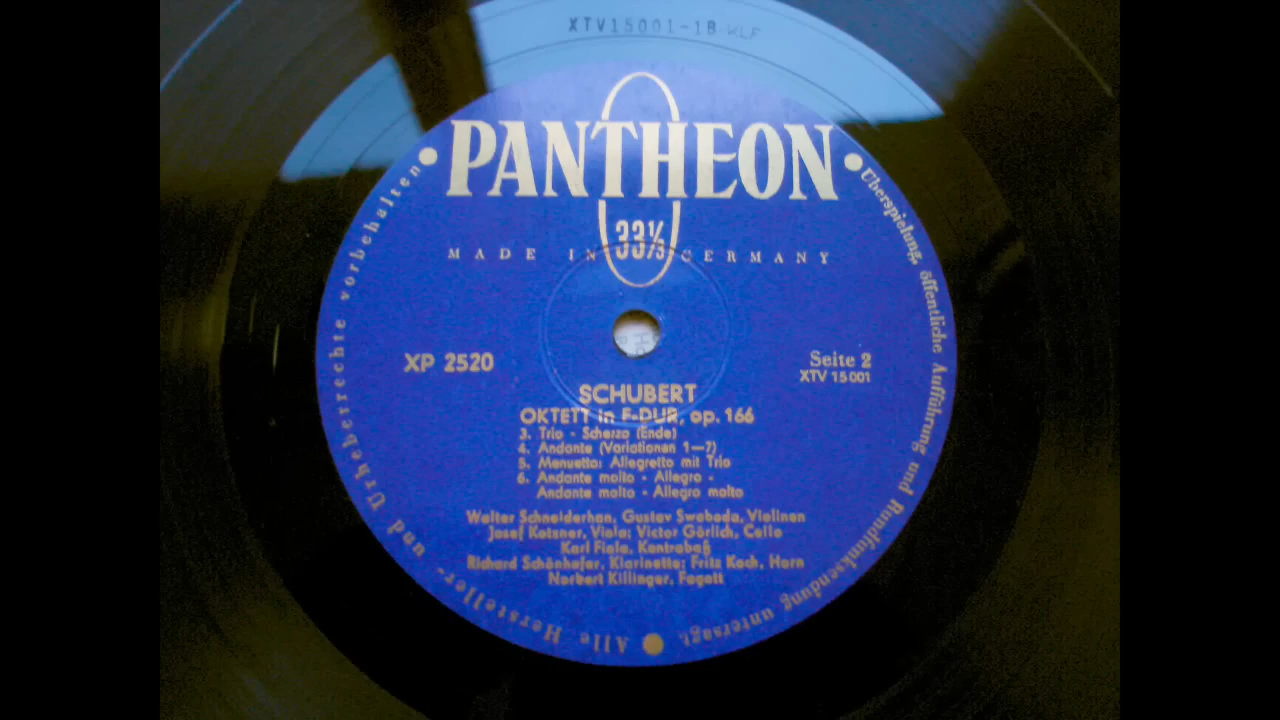 XTV15001-1B KLF
PANTHEON
33⅓
MADE IN GERMANY
XP 2520
Seite 2
XTV 15001
SCHUBERT
OKTETT in F-DUR, op. 166
3. Trio - Scherzo (Ende)
4. Andante (Variationen 1—7)
5. Menuetto: Allegretto mit Trio
6. Andante molto - Allegro -
Andante molto - Allegro molto
Walter Schneiderhan, Gustav Swoboda, Violinen
Josef Kotzner, Viola; Victor Görlich, Cello
Karl Fiala, Kontrabaß
Richard Schönhofer, Klarinette; Fritz Koch, Horn
Norbert Killinger, Fagott
Alle Hersteller- und Urheberrechte vorbehalten
Überspielung, öffentliche Aufführung und Rundfunksendung untersagt.